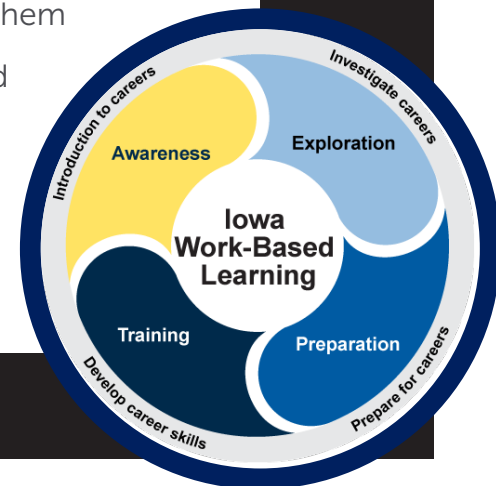 hem
d
Introduction to careers
Investigate careers
Awareness
Exploration
Iowa
Work-Based
Learning
Training
Preparation
Develop career skills
Prepare for careers